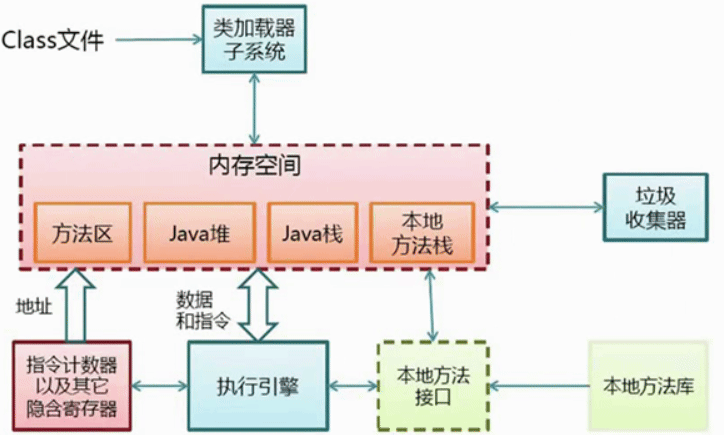 Class文件
类加载器
子系统
内存空间
方法区
Java堆
Java栈
本地
方法栈
垃圾
收集器
地址
数据
和指令
指令计数器
以及其它
隐含寄存器
执行引擎
本地方法
接口
本地方法库